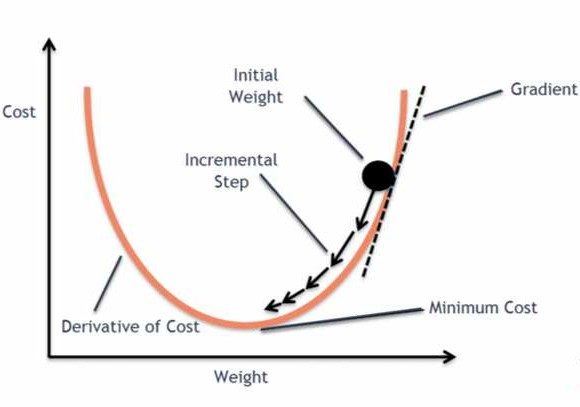 Initial
Weight
Gradient
Cost
Incremental
Step
Minimum Cost
Derivative of Cost
Weight